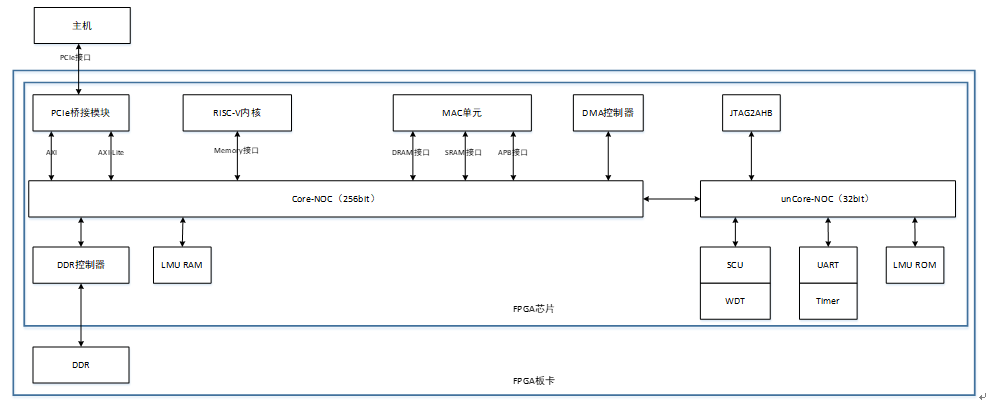 主机
PCIe接口
PCIe桥接模块
RISC-V内核
MAC单元
DMA控制器
JTAG2AHB
AXI
AXI Lite
Memory接口
DRAM接口
SRAM接口
APB接口
Core-NOC（256bit）
unCore-NOC（32bit）
DDR控制器
LMU RAM
SCU
UART
LMU ROM
WDT
Timer
FPGA芯片
DDR
FPGA板卡